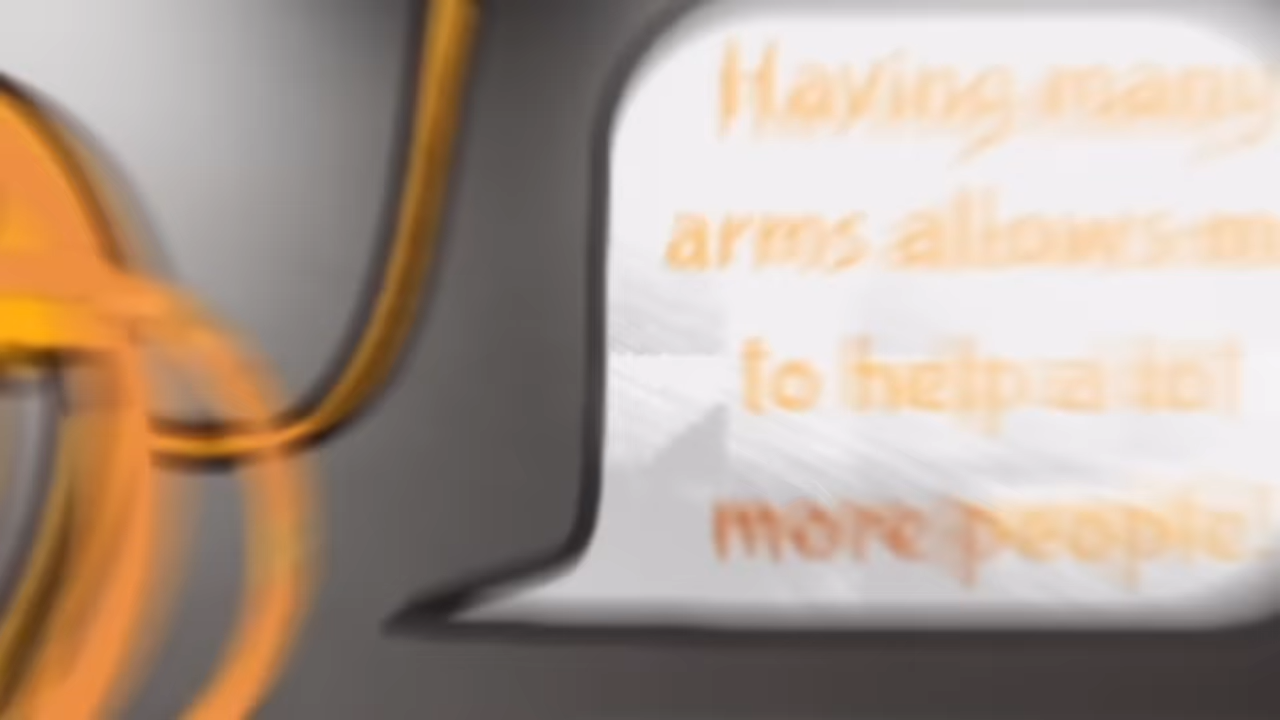 Having many
arms allows m
to help a lot
more people!